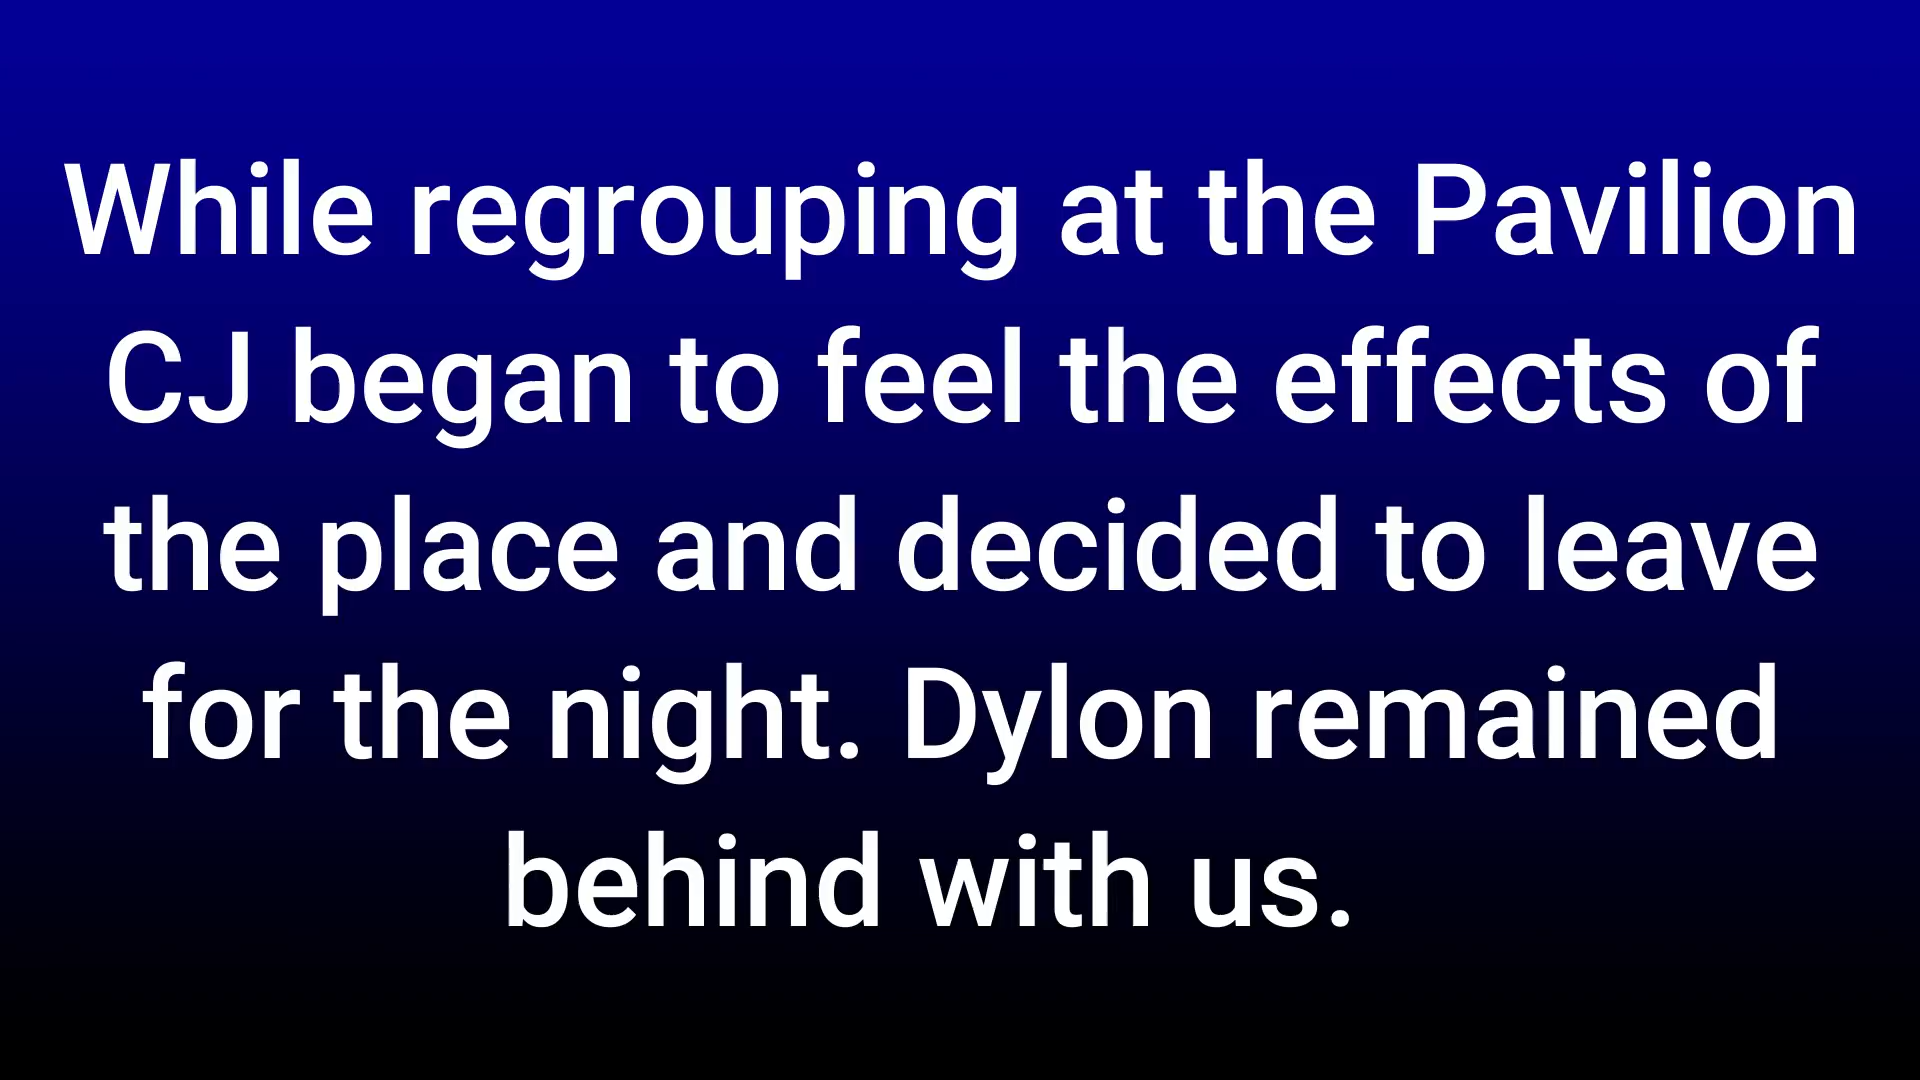 While regrouping at the Pavilion
CJ began to feel the effects of
the place and decided to leave
for the night. Dylon remained
behind with us.